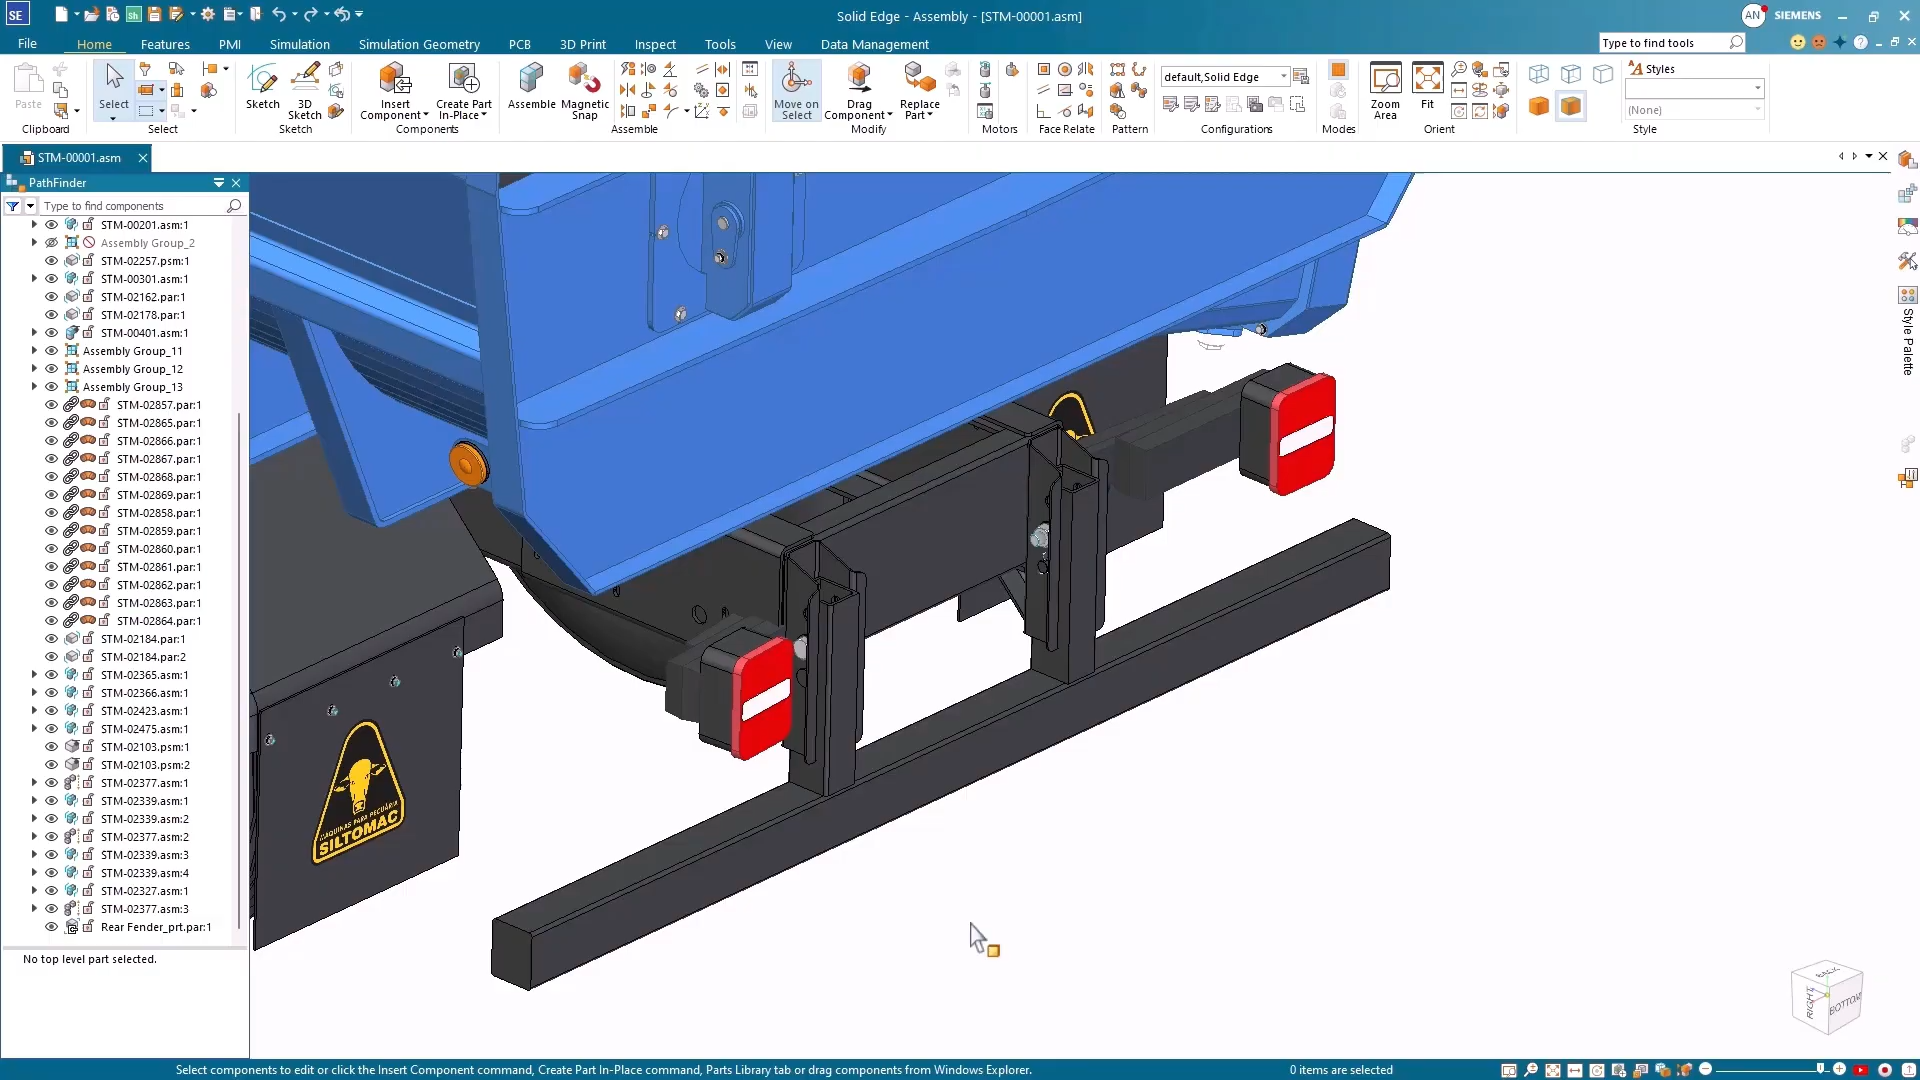 SE
Sh
Solid Edge - Assembly - [STM-00001.asm]
AN SIEMENS
File Home Features PMI Simulation Simulation Geometry PCB 3D Print Inspect Tools View Data Management
Type to find tools
Paste
Clipboard
Select
Select
Sketch
3D Sketch
Sketch
Insert Component
Create Part In-Place
Components
Assemble
Magnetic Snap
Assemble
Move on Select
Drag Component
Replace Part
Modify
Motors
Face Relate
Pattern
default,Solid Edge
Configurations
Modes
Zoom Area
Fit
Orient
Styles
(None)
Style
STM-00001.asm
PathFinder
Type to find components
STM-00201.asm:1
Assembly Group_2
STM-02257.psm:1
STM-00301.asm:1
STM-02162.par:1
STM-02178.par:1
STM-00401.asm:1
Assembly Group_11
Assembly Group_12
Assembly Group_13
STM-02857.par:1
STM-02865.par:1
STM-02866.par:1
STM-02867.par:1
STM-02868.par:1
STM-02869.par:1
STM-02858.par:1
STM-02859.par:1
STM-02860.par:1
STM-02861.par:1
STM-02862.par:1
STM-02863.par:1
STM-02864.par:1
STM-02184.par:1
STM-02184.par:2
STM-02365.asm:1
STM-02366.asm:1
STM-02423.asm:1
STM-02475.asm:1
STM-02103.psm:1
STM-02103.psm:2
STM-02377.asm:1
STM-02339.asm:1
STM-02339.asm:2
STM-02377.asm:2
STM-02339.asm:3
STM-02339.asm:4
STM-02327.asm:1
STM-02377.asm:3
Rear Fender_prt.par:1
No top level part selected.
MÁQUINAS PARA PECUÁRIA
SILTOMAC
Style Palette
BACK
RIGHT
BOTTOM
Select components to edit or click the Insert Component command, Create Part In-Place command, Parts Library tab or drag components from Windows Explorer.
0 items are selected